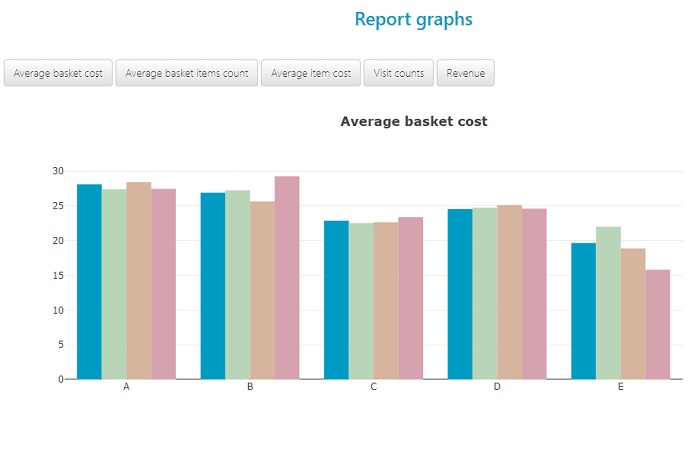 Report graphs
Average basket cost Average basket items count Average item cost Visit counts Revenue
Average basket cost
30
25
20
15
10
5
0
A B C D E